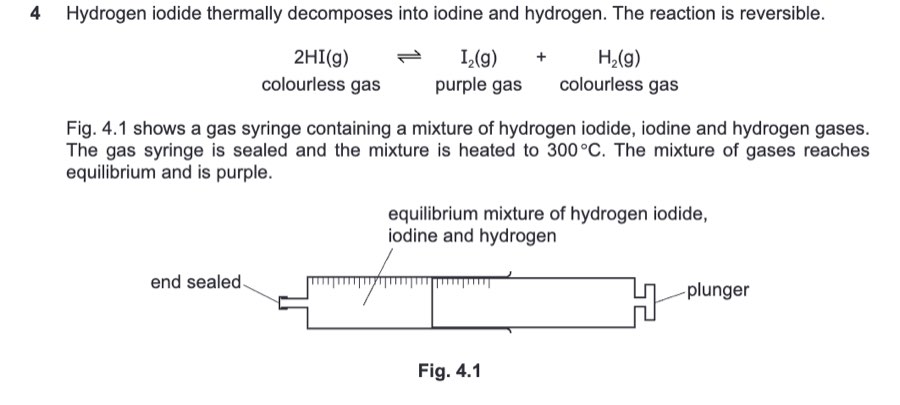 4 Hydrogen iodide thermally decomposes into iodine and hydrogen. The reaction is reversible.
2HI(g) ⇌ I₂(g) + H₂(g)
colourless gas purple gas colourless gas
Fig. 4.1 shows a gas syringe containing a mixture of hydrogen iodide, iodine and hydrogen gases.
The gas syringe is sealed and the mixture is heated to 300 °C. The mixture of gases reaches
equilibrium and is purple.
equilibrium mixture of hydrogen iodide,
iodine and hydrogen
end sealed
plunger
Fig. 4.1